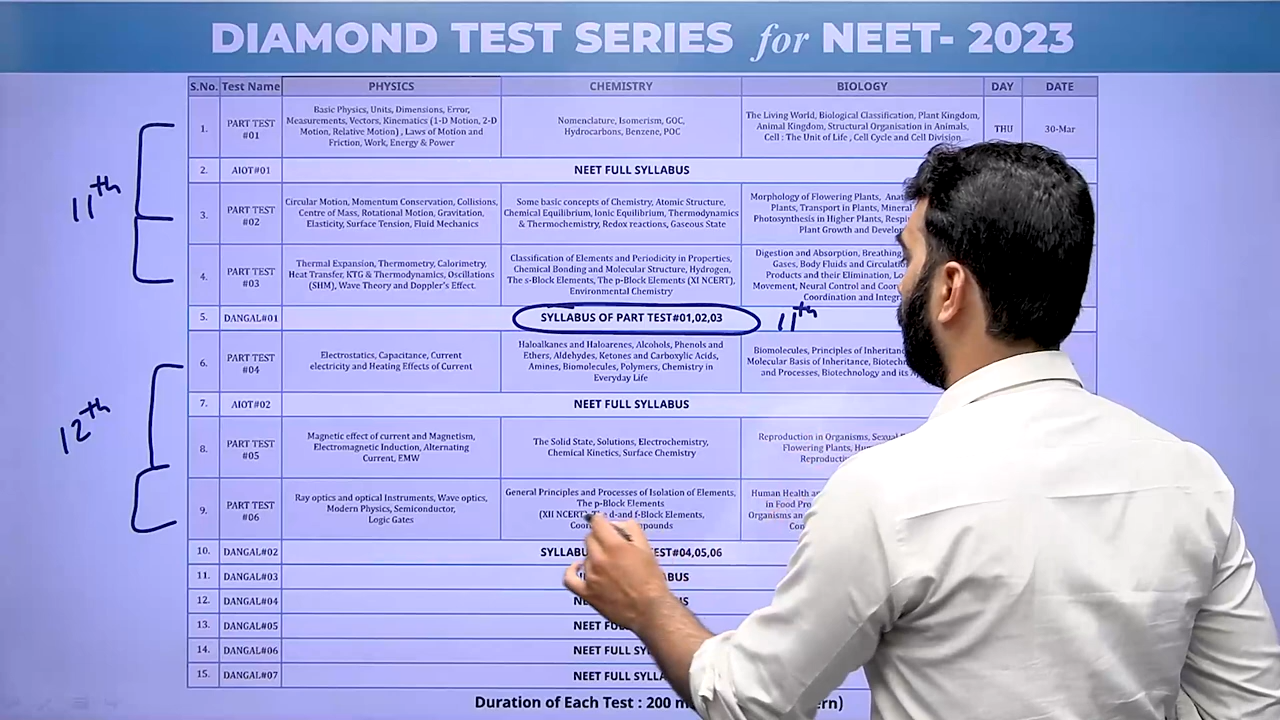 DIAMOND TEST SERIES for NEET- 2023
S.No. Test Name PHYSICS CHEMISTRY BIOLOGY DAY DATE
1. PART TEST #01
Basic Physics, Units, Dimensions, Error,
Measurements, Vectors, Kinematics (1-D Motion, 2-D
Motion, Relative Motion) , Laws of Motion and
Friction, Work, Energy & Power
Nomenclature, Isomerism, GOC,
Hydrocarbons, Benzene, POC
The Living World, Biological Classification, Plant Kingdom,
Animal Kingdom, Structural Organisation in Animals,
Cell : The Unit of Life , Cell Cycle and Cell Division
THU 30-Mar
2. AIOT#01 NEET FULL SYLLABUS
11th
3. PART TEST #02
Circular Motion, Momentum Conservation, Collisions,
Centre of Mass, Rotational Motion, Gravitation,
Elasticity, Surface Tension, Fluid Mechanics
Some basic concepts of Chemistry, Atomic Structure,
Chemical Equilibrium, Ionic Equilibrium, Thermodynamics
& Thermochemistry, Redox reactions, Gaseous State
Morphology of Flowering Plants,
Plants, Transport in Plants, Mineral
Photosynthesis in Higher Plants,
Plant Growth and
4. PART TEST #03
Thermal Expansion, Thermometry, Calorimetry,
Heat Transfer, KTG & Thermodynamics, Oscillations
(SHM), Wave Theory and Doppler's Effect.
Classification of Elements and Periodicity in Properties,
Chemical Bonding and Molecular Structure, Hydrogen,
The s-Block Elements, The p-Block Elements (XI NCERT),
Environmental Chemistry
Digestion and Absorption, Breathing
Gases, Body Fluids and
Products and their Elimination,
Movement, Neural Control and
Coordination and
5. DANGAL#01 SYLLABUS OF PART TEST#01,02,03 11th
6. PART TEST #04
Electrostatics, Capacitance, Current
electricity and Heating Effects of Current
Haloalkanes and Haloarenes, Alcohols, Phenols and
Ethers, Aldehydes, Ketones and Carboxylic Acids,
Amines, Biomolecules, Polymers, Chemistry in
Everyday Life
Biomolecules, Principles of
Molecular Basis of Inheritance,
and Processes, Biotechnology and its
7. AIOT#02 NEET FULL SYLLABUS
12th
8. PART TEST #05
Magnetic effect of current and Magnetism,
Electromagnetic Induction, Alternating
Current, EMW
The Solid State, Solutions, Electrochemistry,
Chemical Kinetics, Surface Chemistry
Reproduction in Organisms, Sexual
Flowering Plants,
9. PART TEST #06
Ray optics and optical Instruments, Wave optics,
Modern Physics, Semiconductor,
Logic Gates
General Principles and Processes of Isolation of Elements,
The p-Block Elements
(XII NCERT), d-and f-Block Elements,
Human Health
in Food
Organisms
10. DANGAL#02 TEST#04,05,06
11. DANGAL#03
12. DANGAL#04
13. DANGAL#05 NEET
14. DANGAL#06 NEET FULL
15. DANGAL#07 NEET FULL
Duration of Each Test : 200